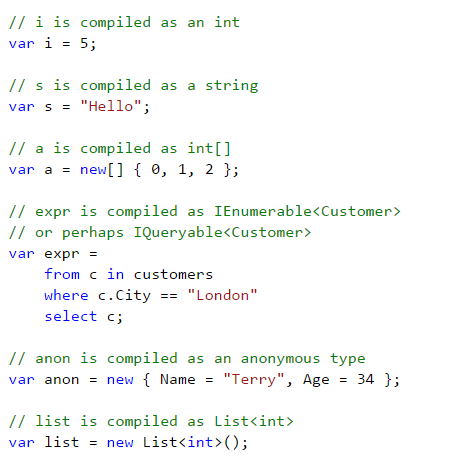 // i is compiled as an int
var i = 5;

// s is compiled as a string
var s = "Hello";

// a is compiled as int[]
var a = new[] { 0, 1, 2 };

// expr is compiled as IEnumerable<Customer>
// or perhaps IQueryable<Customer>
var expr =
    from c in customers
    where c.City == "London"
    select c;

// anon is compiled as an anonymous type
var anon = new { Name = "Terry", Age = 34 };

// list is compiled as List<int>
var list = new List<int>();